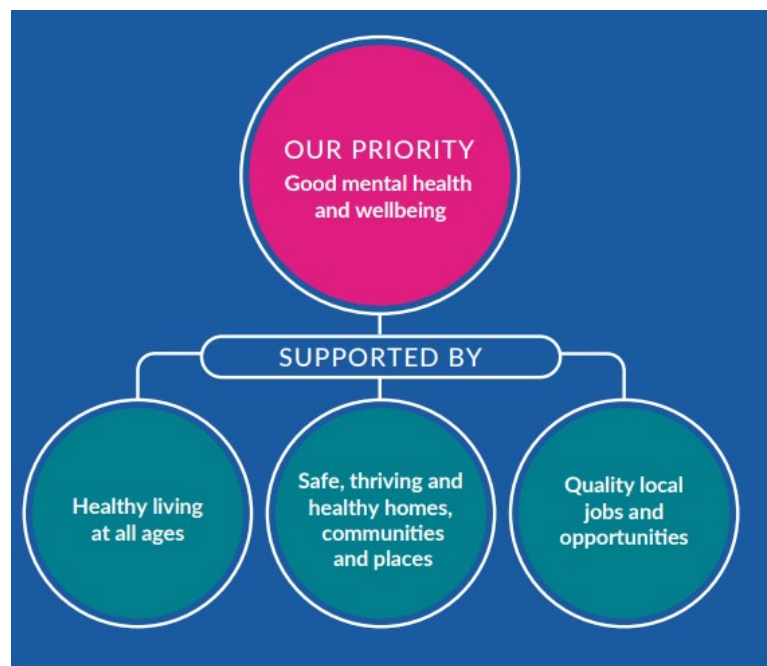 OUR PRIORITY
Good mental health
and wellbeing
SUPPORTED BY
Healthy living
at all ages
Safe, thriving and
healthy homes,
communities
and places
Quality local
jobs and
opportunities